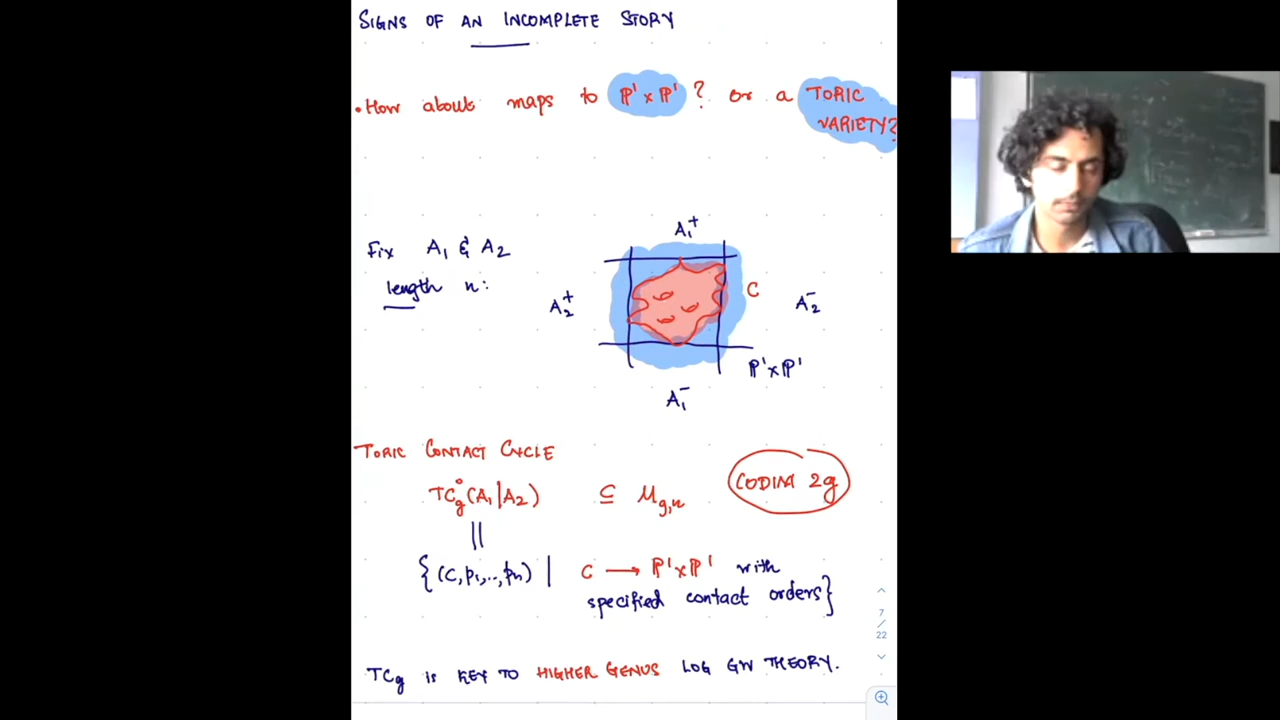 SIGNS OF AN INCOMPLETE STORY
• How about maps to P¹×P¹ ? or a TORIC
VARIETY?
A₁⁺
Fix A₁ & A₂
length n:
A₂⁺
C
A₂⁻
P¹×P¹
A₁⁻
TORIC CONTACT CYCLE
TC°g(A₁|A₂) ⊆ Mg,n
CODIM 2g
||
{(C,p₁,..,pn) | C → P¹×P¹ with
specified contact orders}
TCg is KEY TO HIGHER GENUS LOG GW THEORY.
7
/
22